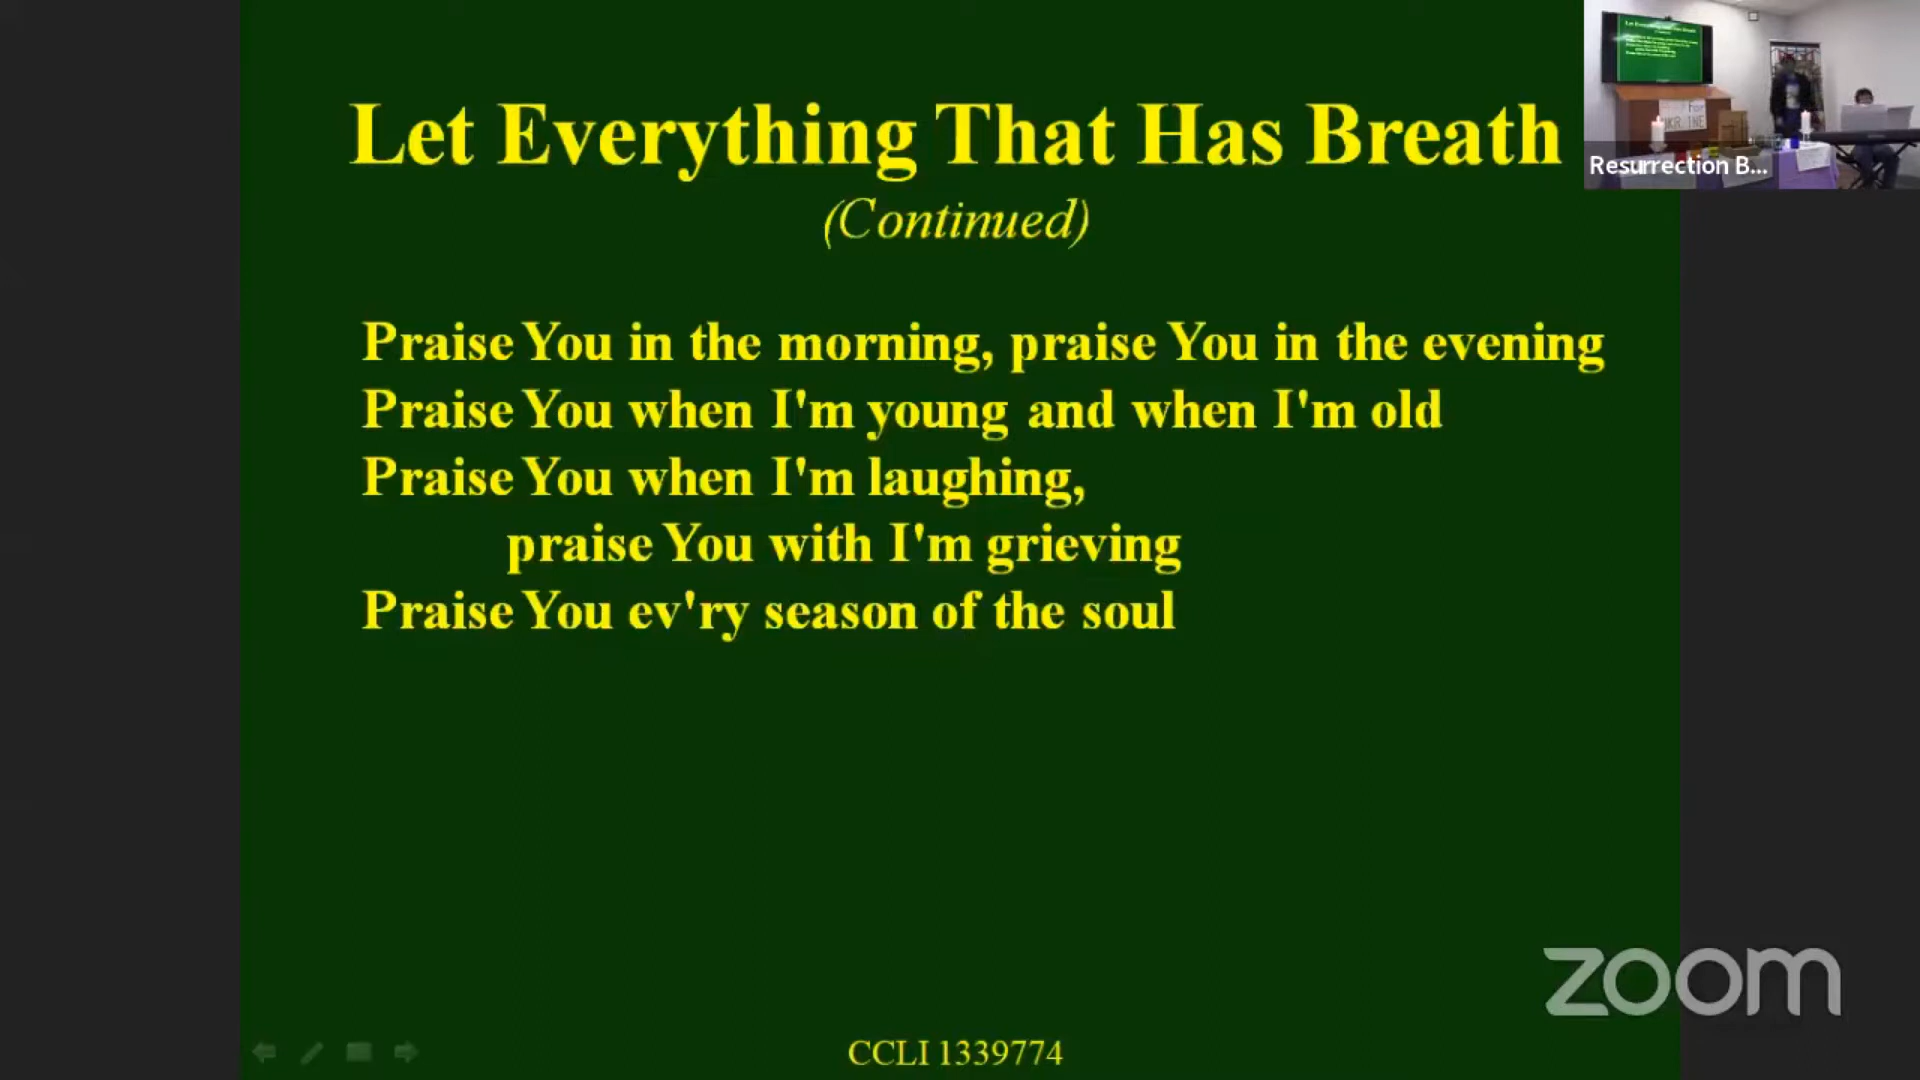 Let Everything That Has Breath
(Continued)
Praise You in the morning, praise You in the evening
Praise You when I'm young and when I'm old
Praise You when I'm laughing,
praise You with I'm grieving
Praise You ev'ry season of the soul
CCLI 1339774
Resurrection B...
zoom